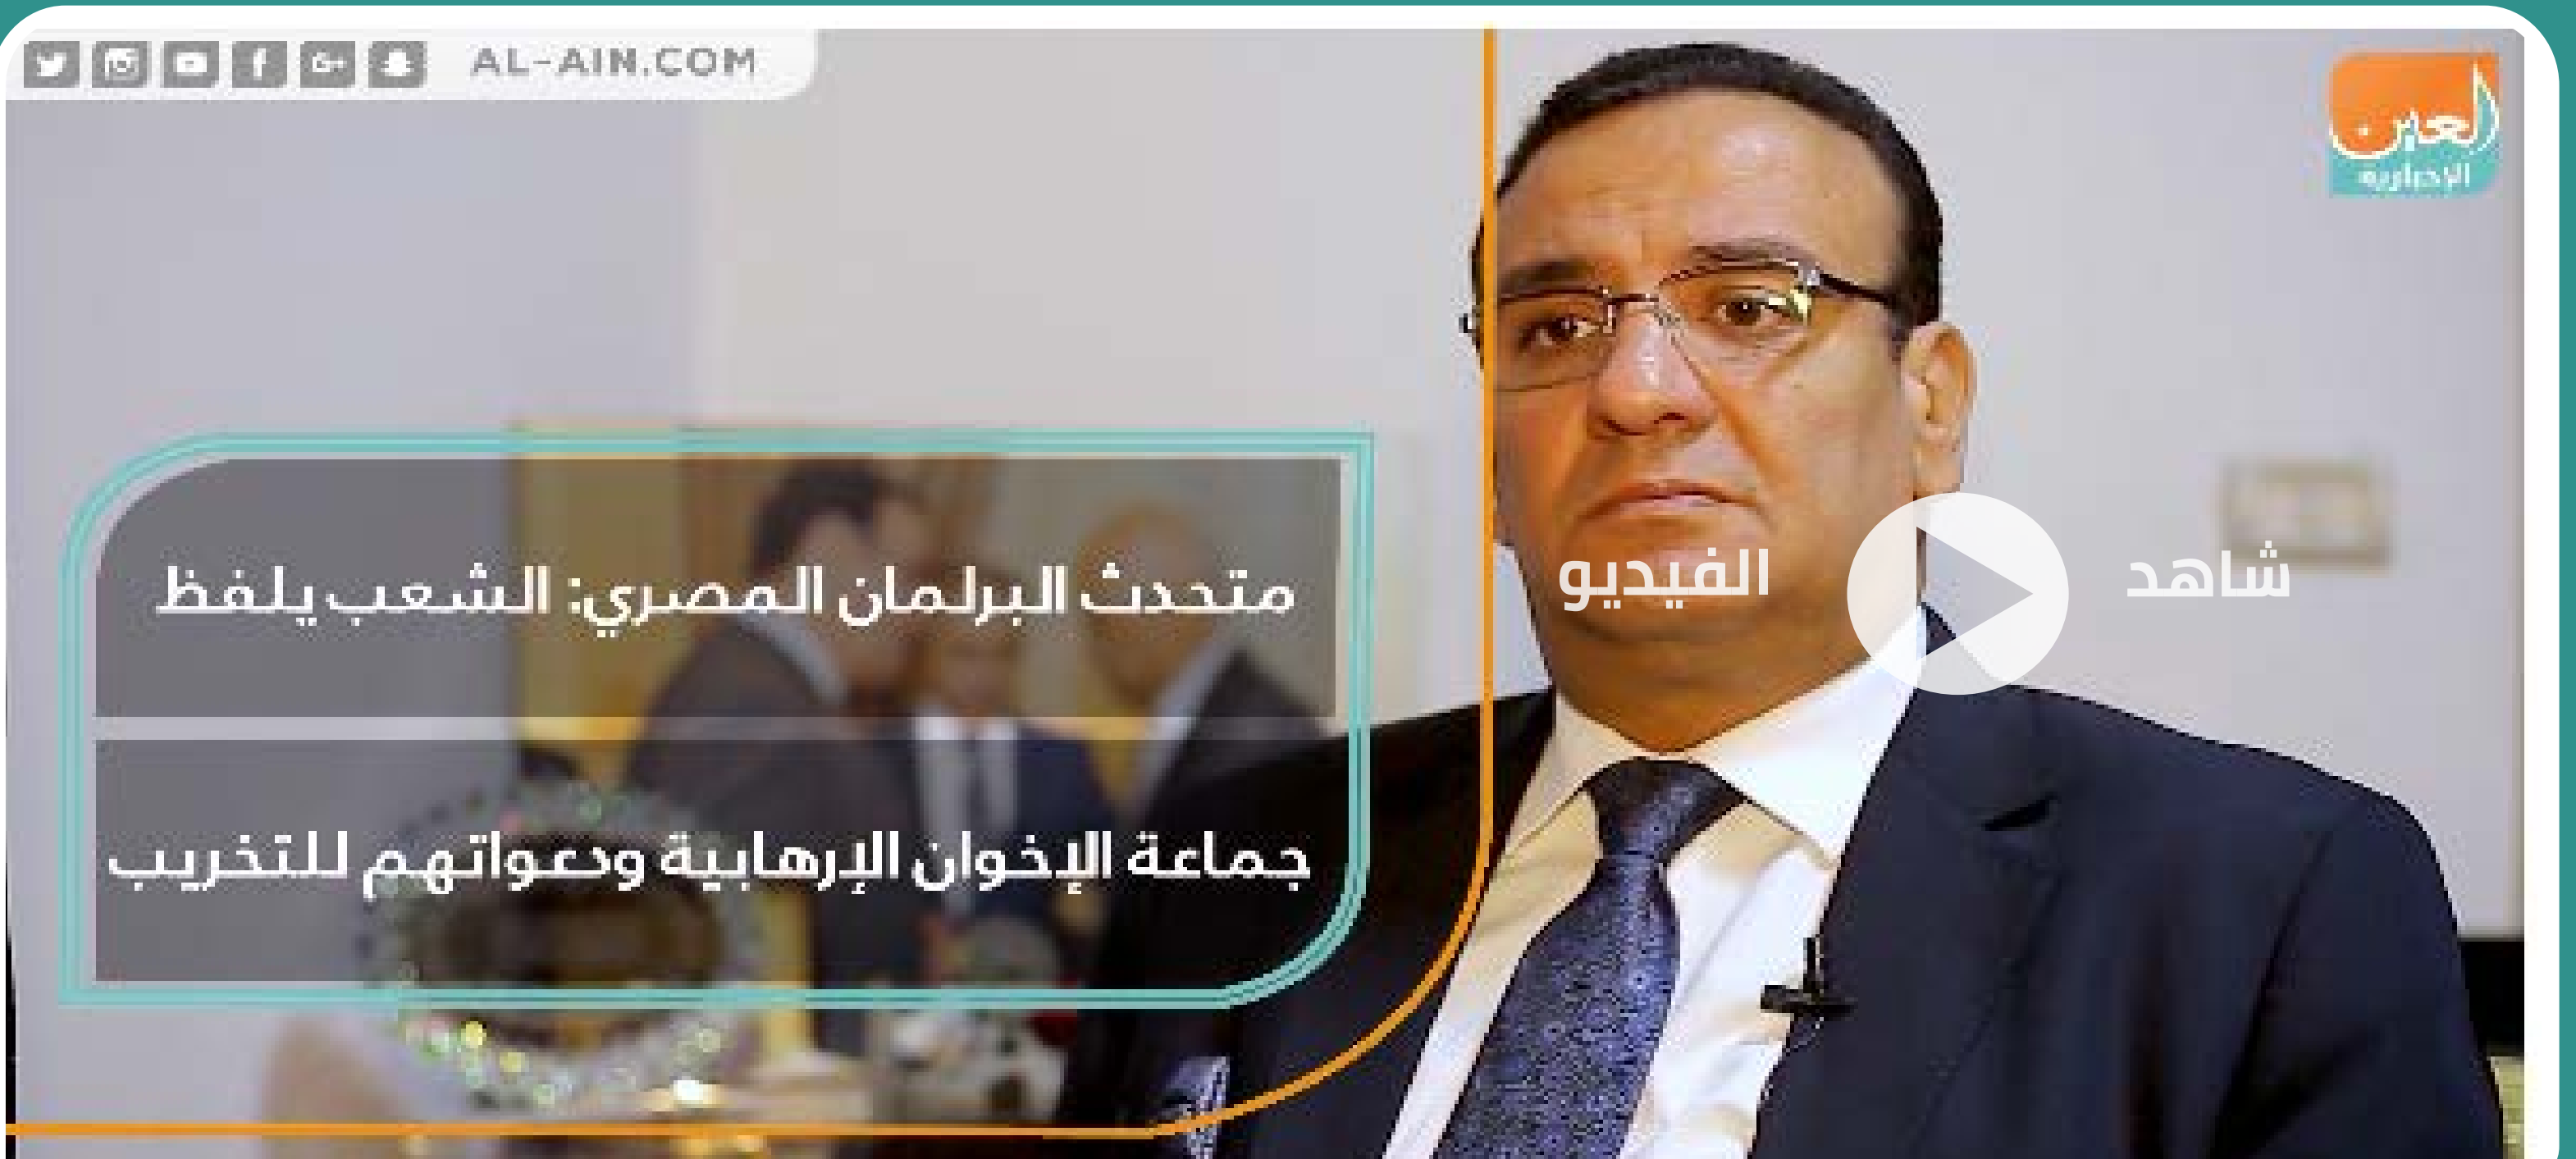 AL-AIN.COM
العين
الإخبارية
شاهد الفيديو
متحدث البرلمان المصري: الشعب يلفظ
جماعة الإخوان الإرهابية ودعواتهم للتخريب